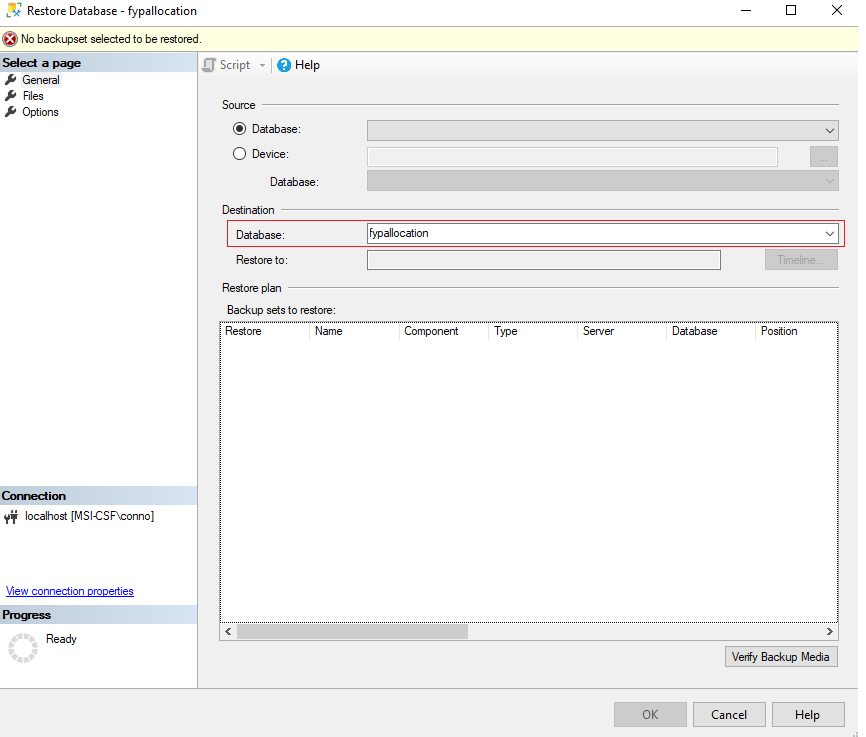 Restore Database - fypallocation
No backupset selected to be restored.
Select a page
General
Files
Options
Script
Help
Source
Database:
Device:
...
Database:
Destination
Database: fypallocation
Restore to:
Timeline...
Restore plan
Backup sets to restore:
Restore Name Component Type Server Database Position
Verify Backup Media
Connection
localhost [MSI-CSF\conno]
View connection properties
Progress
Ready
OK Cancel Help